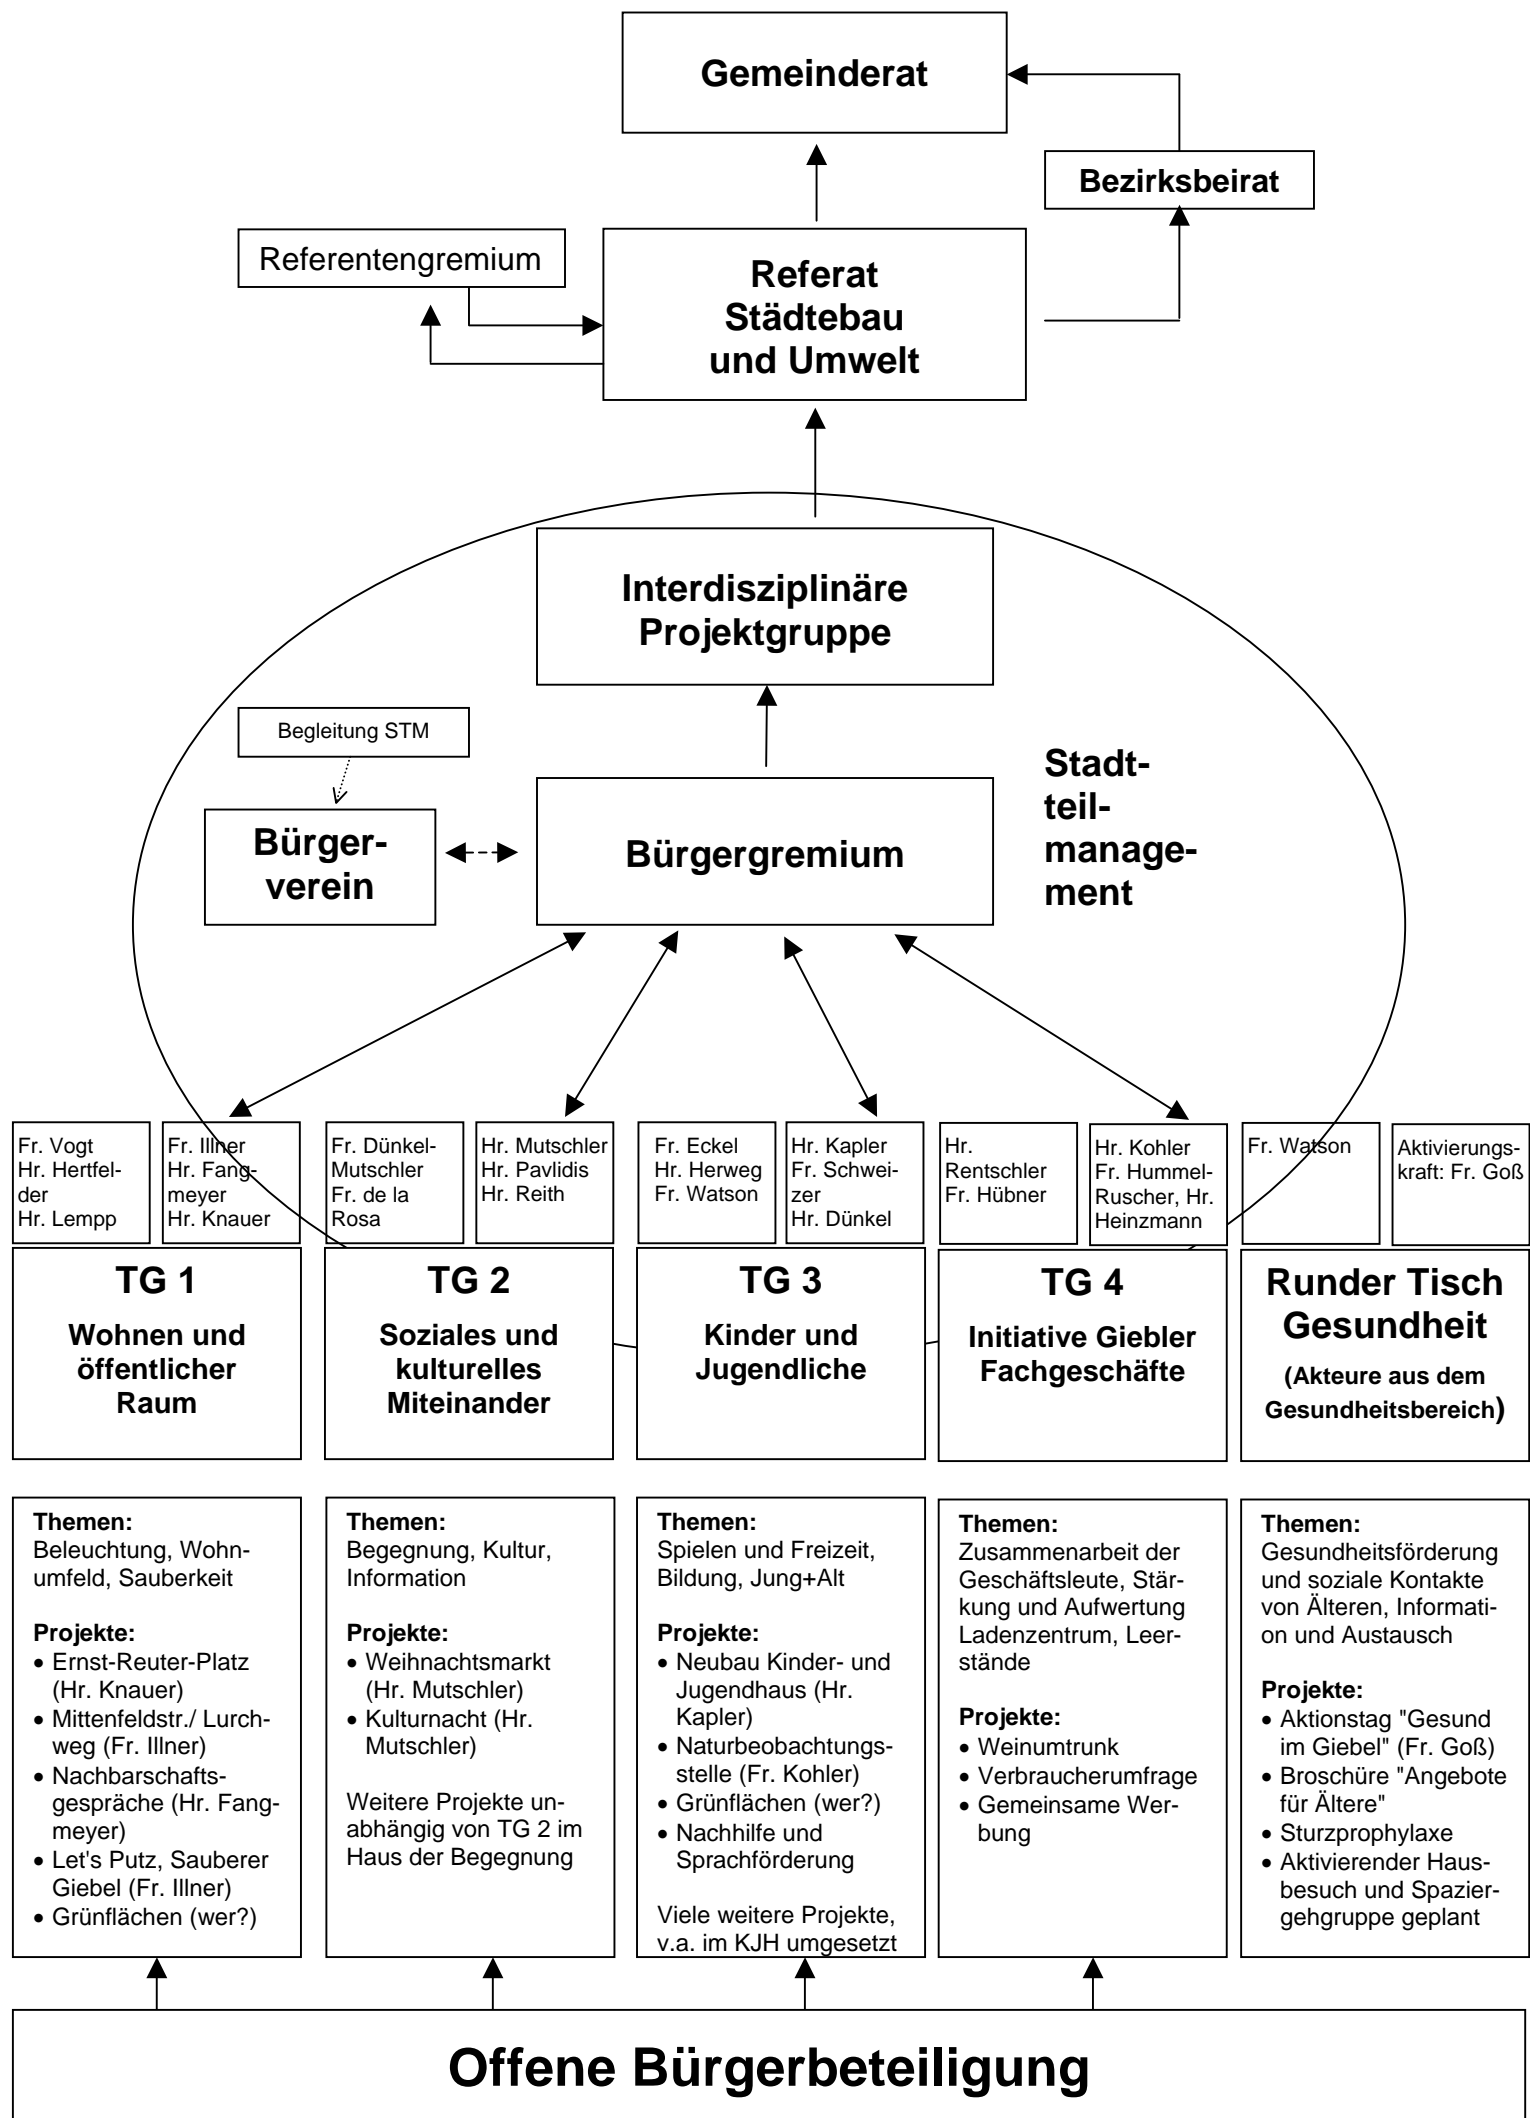 Gemeinderat
Bezirksbeirat
Referentengremium
Referat
Städtebau
und Umwelt
Interdisziplinäre
Projektgruppe
Begleitung STM
Bürger-
verein
Bürgergremium
Stadt-
teil-
manage-
ment
Fr. Vogt
Hr. Hertfel-
der
Hr. Lempp
Fr. Illner
Hr. Fang-
meyer
Hr. Knauer
Fr. Dünkel-
Mutschler
Fr. de la
Rosa
Hr. Mutschler
Hr. Pavlidis
Hr. Reith
Fr. Eckel
Hr. Herweg
Fr. Watson
Hr. Kapler
Fr. Schwei-
zer
Hr. Dünkel
Hr.
Rentschler
Fr. Hübner
Hr. Kohler
Fr. Hummel-
Ruscher, Hr.
Heinzmann
Fr. Watson
Aktivierungs-
kraft: Fr. Goß
TG 1
Wohnen und
öffentlicher
Raum
TG 2
Soziales und
kulturelles
Miteinander
TG 3
Kinder und
Jugendliche
TG 4
Initiative Giebler
Fachgeschäfte
Runder Tisch
Gesundheit
(Akteure aus dem
Gesundheitsbereich)
Themen:
Beleuchtung, Wohn-
umfeld, Sauberkeit
Projekte:
• Ernst-Reuter-Platz
(Hr. Knauer)
• Mittenfeldstr./ Lurch-
weg (Fr. Illner)
• Nachbarschafts-
gespräche (Hr. Fang-
meyer)
• Let's Putz, Sauberer
Giebel (Fr. Illner)
• Grünflächen (wer?)
Themen:
Begegnung, Kultur,
Information
Projekte:
• Weihnachtsmarkt
(Hr. Mutschler)
• Kulturnacht (Hr.
Mutschler)
Weitere Projekte un-
abhängig von TG 2 im
Haus der Begegnung
Themen:
Spielen und Freizeit,
Bildung, Jung+Alt
Projekte:
• Neubau Kinder- und
Jugendhaus (Hr.
Kapler)
• Naturbeobachtungs-
stelle (Fr. Kohler)
• Grünflächen (wer?)
• Nachhilfe und
Sprachförderung
Viele weitere Projekte,
v.a. im KJH umgesetzt
Themen:
Zusammenarbeit der
Geschäftsleute, Stär-
kung und Aufwertung
Ladenzentrum, Leer-
stände
Projekte:
• Weinumtrunk
• Verbraucherumfrage
• Gemeinsame Wer-
bung
Themen:
Gesundheitsförderung
und soziale Kontakte
von Älteren, Informati-
on und Austausch
Projekte:
• Aktionstag "Gesund
im Giebel" (Fr. Goß)
• Broschüre "Angebote
für Ältere"
• Sturzprophylaxe
• Aktivierender Haus-
besuch und Spazier-
gehgruppe geplant
Offene Bürgerbeteiligung